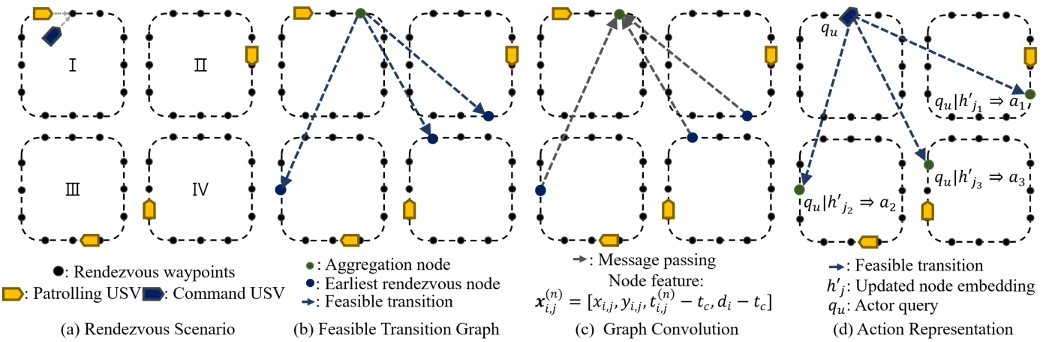 I
II
III
IV
●: Rendezvous waypoints
: Patrolling USV : Command USV
(a) Rendezvous Scenario
: Aggregation node
: Earliest rendezvous node
: Feasible transition
(b) Feasible Transition Graph
: Message passing
Node feature:
𝒙_{i,j}^{(n)} = [x_{i,j}, y_{i,j}, t_{i,j}^{(n)} − t_c, d_i − t_c]
(c) Graph Convolution
q_u
q_u|h'_{j_1} ⇒ a_1
q_u|h'_{j_2} ⇒ a_2
q_u|h'_{j_3} ⇒ a_3
: Feasible transition
h'_j: Updated node embedding
q_u: Actor query
(d) Action Representation